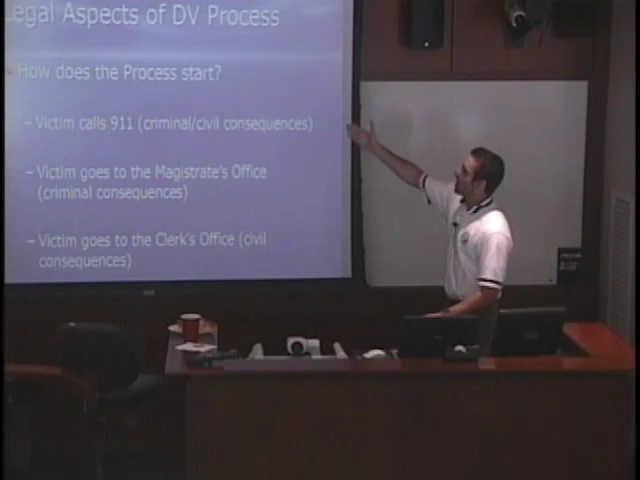 Legal Aspects of DV Process
How does the Process start?
– Victim calls 911 (criminal/civil consequences)
– Victim goes to the Magistrate's Office
(criminal consequences)
– Victim goes to the Clerk's Office (civil
consequences)